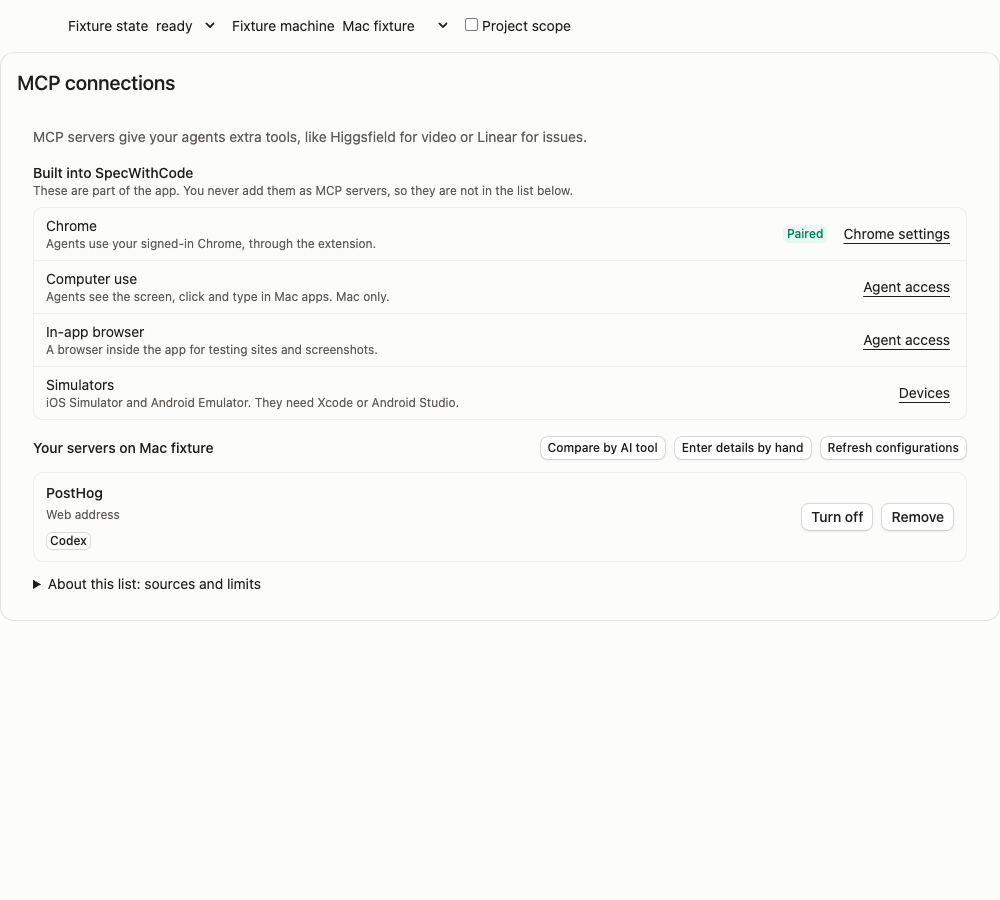 Fixture state ready Fixture machine Mac fixture Project scope
MCP connections
MCP servers give your agents extra tools, like Higgsfield for video or Linear for issues.
Built into SpecWithCode
These are part of the app. You never add them as MCP servers, so they are not in the list below.
Chrome
Agents use your signed-in Chrome, through the extension.
Paired Chrome settings
Computer use
Agents see the screen, click and type in Mac apps. Mac only.
Agent access
In-app browser
A browser inside the app for testing sites and screenshots.
Agent access
Simulators
iOS Simulator and Android Emulator. They need Xcode or Android Studio.
Devices
Your servers on Mac fixture Compare by AI tool Enter details by hand Refresh configurations
PostHog
Web address
Codex
Turn off Remove
About this list: sources and limits